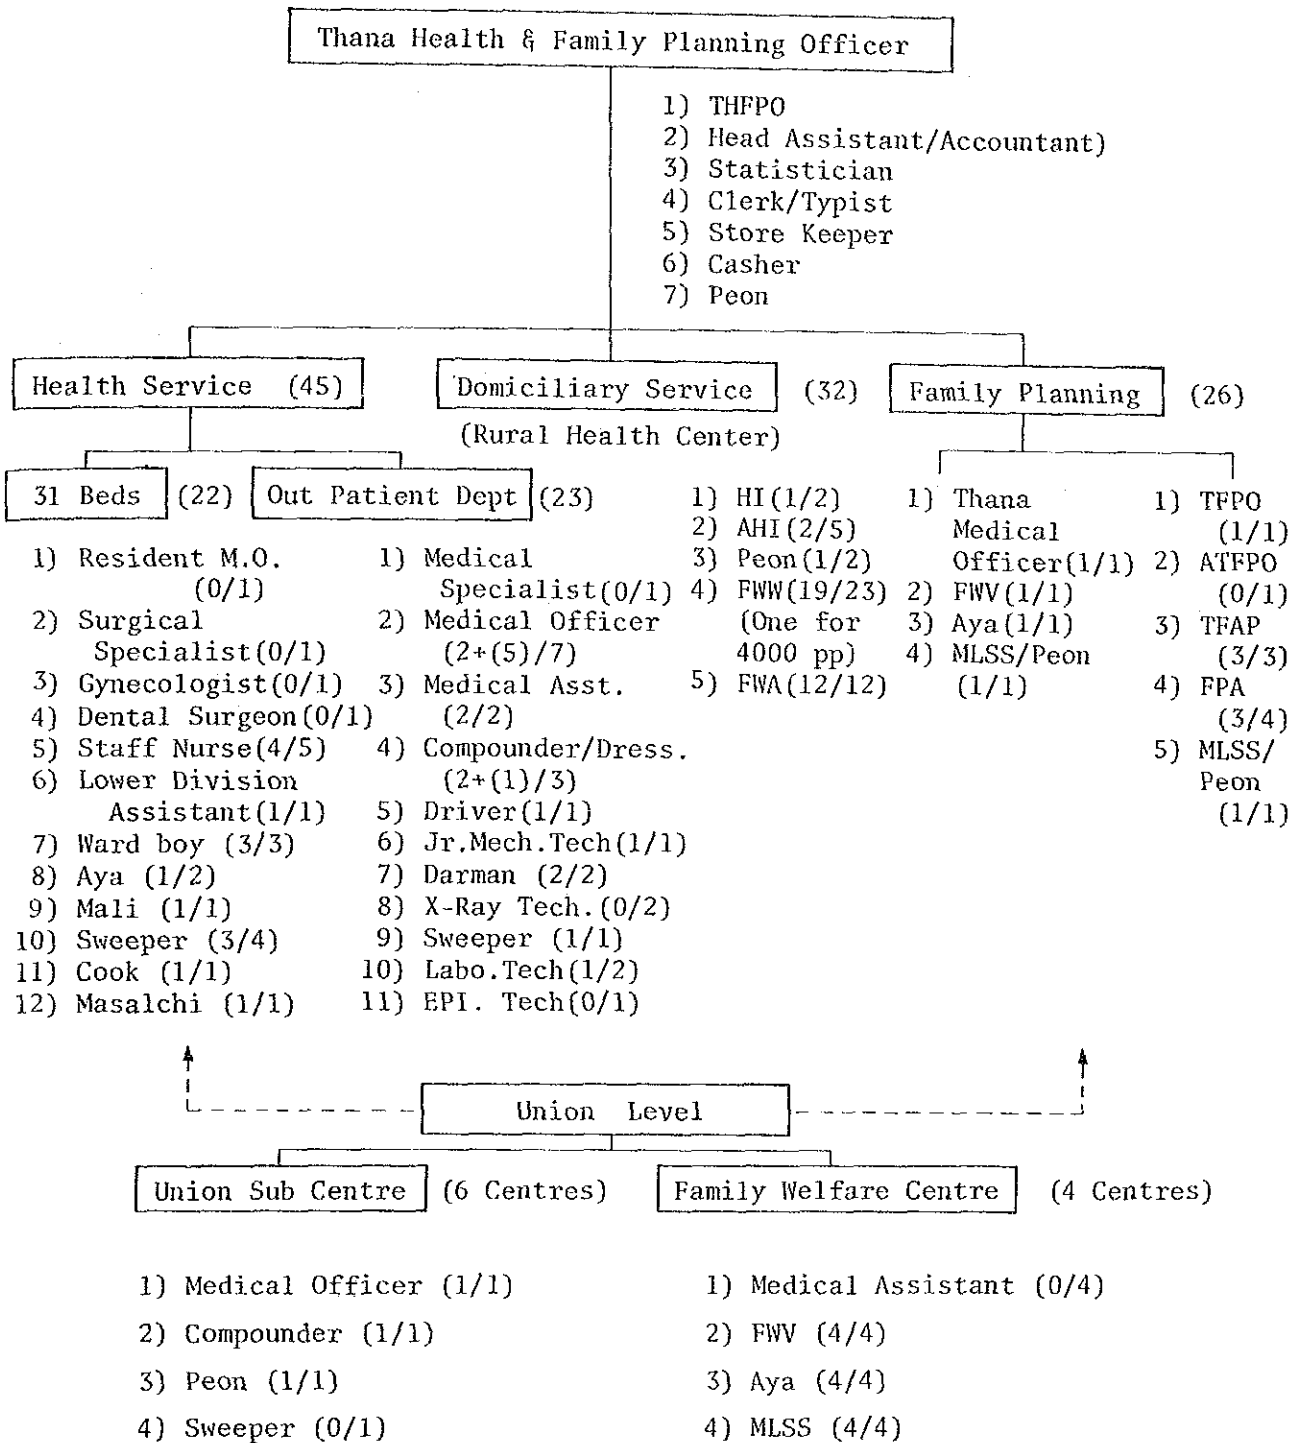 Thana Health & Family Planning Officer
1) THFPO
2) Head Assistant/Accountant)
3) Statistician
4) Clerk/Typist
5) Store Keeper
6) Casher
7) Peon
Health Service (45)
Domiciliary Service (32)
(Rural Health Center)
Family Planning (26)
31 Beds (22)
1) Resident M.O.
(0/1)
2) Surgical
Specialist(0/1)
3) Gynecologist(0/1)
4) Dental Surgeon(0/1)
5) Staff Nurse(4/5)
6) Lower Division
Assistant(1/1)
7) Ward boy (3/3)
8) Aya (1/2)
9) Mali (1/1)
10) Sweeper (3/4)
11) Cook (1/1)
12) Masalchi (1/1)
Out Patient Dept (23)
1) Medical
Specialist(0/1)
2) Medical Officer
(2+(5)/7)
3) Medical Asst.
(2/2)
4) Compounder/Dress.
(2+(1)/3)
5) Driver(1/1)
6) Jr.Mech.Tech(1/1)
7) Darman (2/2)
8) X-Ray Tech.(0/2)
9) Sweeper (1/1)
10) Labo.Tech(1/2)
11) EPI. Tech(0/1)
1) HI(1/2)
2) AHI(2/5)
3) Peon(1/2)
4) FWW(19/23)
(One for
4000 pp)
5) FWA(12/12)
1) Thana
Medical
Officer(1/1)
2) FWV(1/1)
3) Aya(1/1)
4) MLSS/Peon
(1/1)
1) TFPO
(1/1)
2) ATFPO
(0/1)
3) TFAP
(3/3)
4) FPA
(3/4)
5) MLSS/
Peon
(1/1)
Union Level
Union Sub Centre (6 Centres)
1) Medical Officer (1/1)
2) Compounder (1/1)
3) Peon (1/1)
4) Sweeper (0/1)
Family Welfare Centre (4 Centres)
1) Medical Assistant (0/4)
2) FWV (4/4)
3) Aya (4/4)
4) MLSS (4/4)